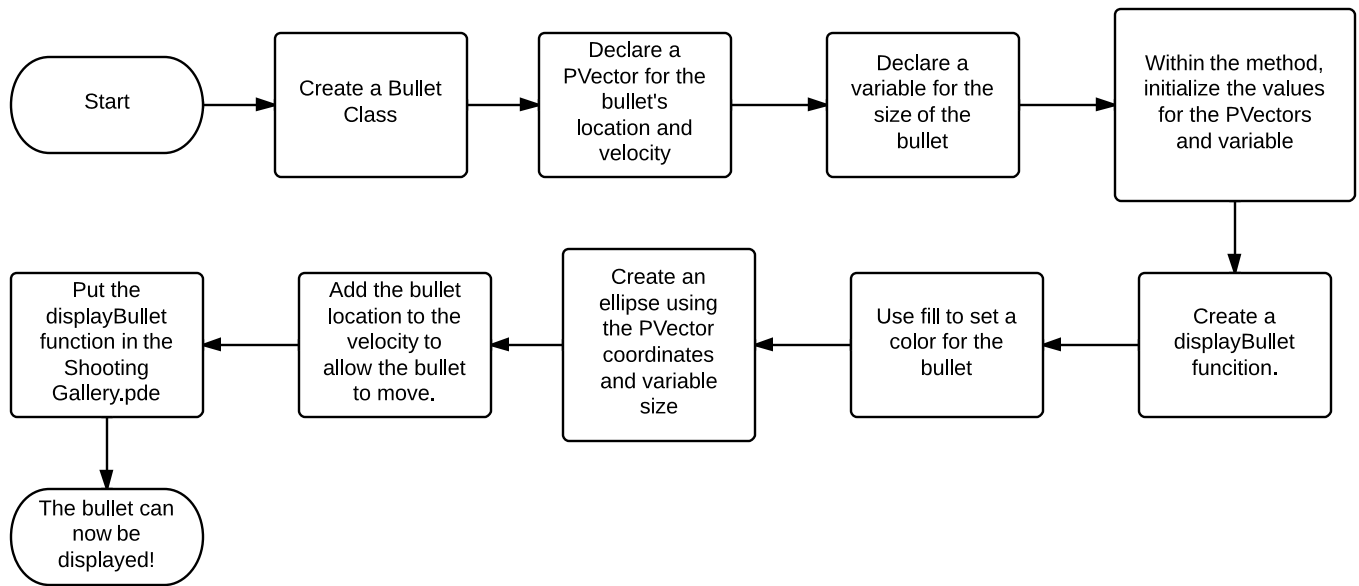 Start
Create a Bullet
Class
Declare a
PVector for the
bullet's
location and
velocity
Declare a
variable for the
size of the
bullet
Within the method,
initialize the values
for the PVectors
and variable
Create a
displayBullet
funcition.
Use fill to set a
color for the
bullet
Create an
ellipse using
the PVector
coordinates
and variable
size
Add the bullet
location to the
velocity to
allow the bullet
to move.
Put the
displayBullet
function in the
Shooting
Gallery.pde
The bullet can
now be
displayed!